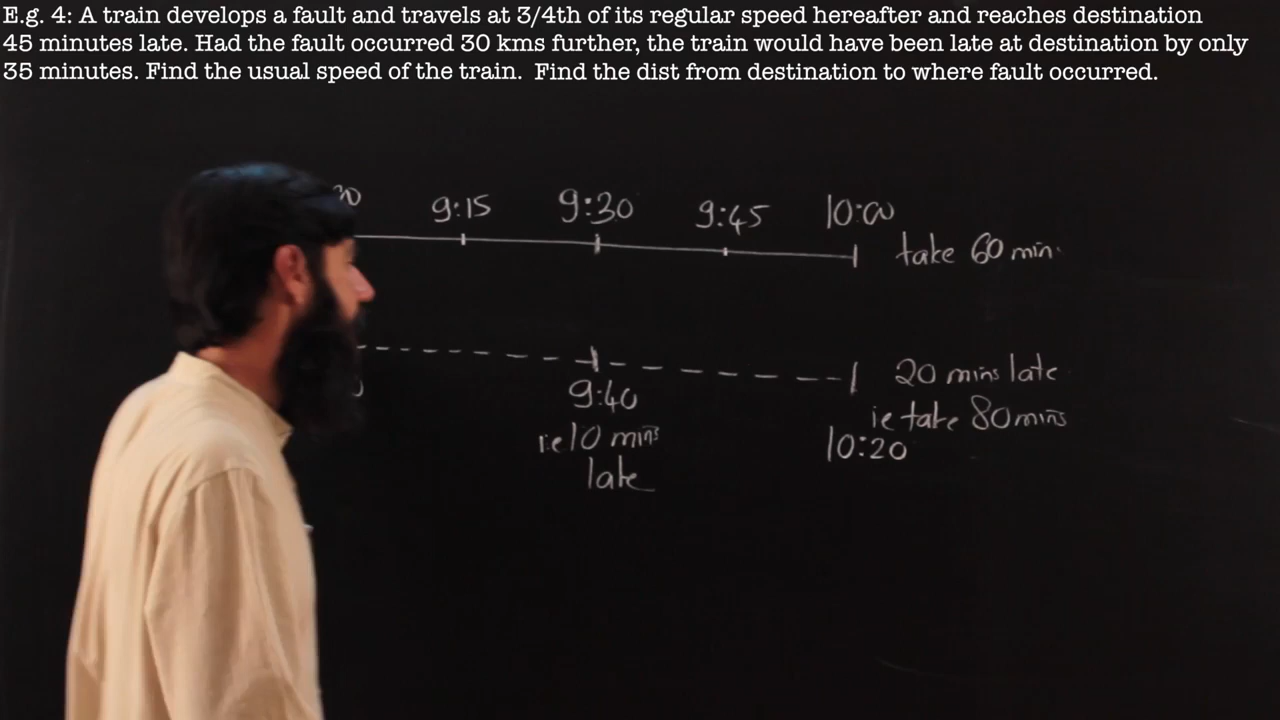 E.g. 4: A train develops a fault and travels at 3/4th of its regular speed hereafter and reaches destination
45 minutes late. Had the fault occurred 30 kms further, the train would have been late at destination by only
35 minutes. Find the usual speed of the train.  Find the dist from destination to where fault occurred.
9:15 9:30 9:45 10:00
take 60 min.
20 mins late
9:40
ie take 80 mins
i.e 10 mins
10:20
late